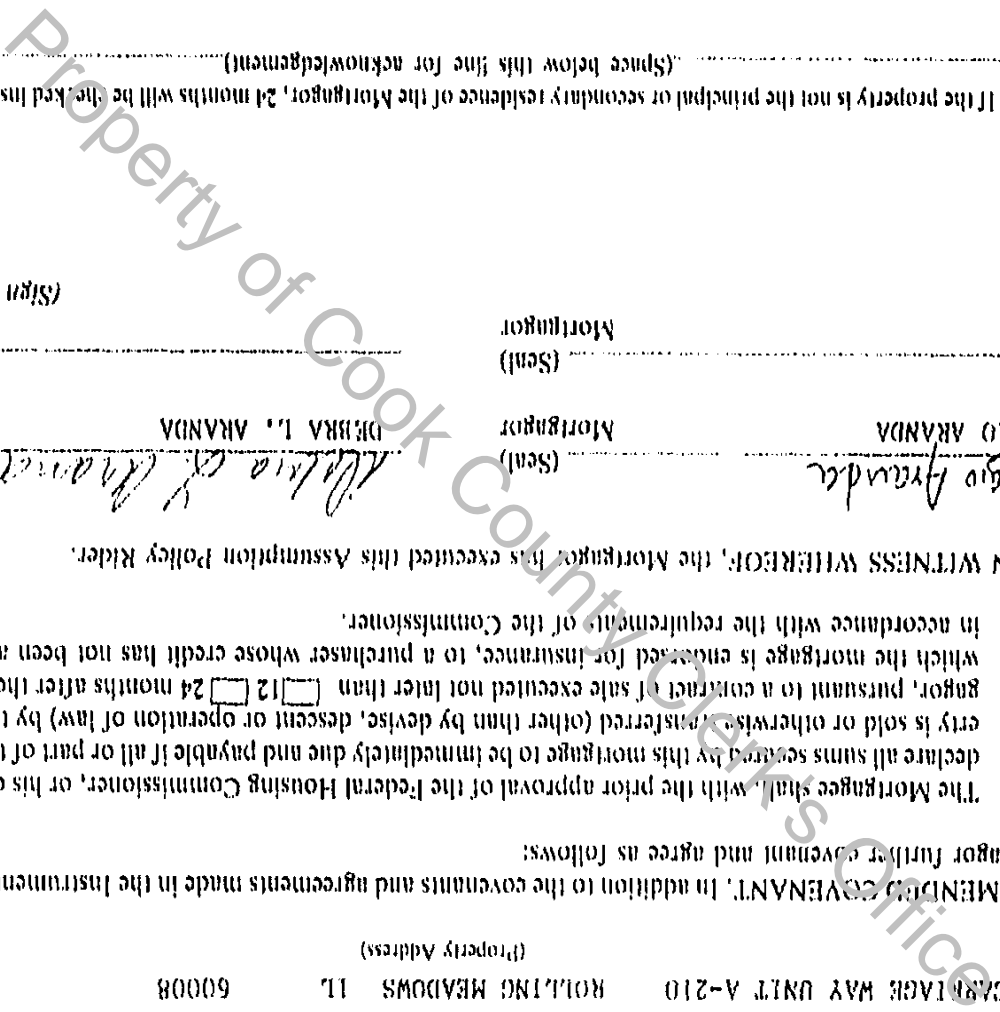 CARRIAGE WAY UNIT A-210 ROLLING MEADOWS IL 60008
(Property Address)
MENDED COVENANT. In addition to the covenants and agreements made in the
gagor further covenant and agree as follows:
The Mortgagee shall, with the prior approval of the Federal Housing Commissioner, or his
declare all sums secured by this mortgage to be immediately due and payable if all or part of
erty is sold or otherwise transferred (other than by devise, descent or operation of law) by
gagor, pursuant to a contract of sale executed not later than 12 24 months after the
which the mortgage is endorsed for insurance, to a purchaser whose credit has not been
in accordance with the requirements of the Commissioner.
N WITNESS WHEREOF, the Mortgagor has executed this Assumption Policy Rider.
Aranda (Seal) Debra L Aranda
O ARANDA Mortgagor DEBRA L. ARANDA
(Seal)
Mortgagor
(Sign
If the property is not the principal or secondary residence of the Mortgagor, 24 months will be checked
(Space below this line for acknowledgement)
Property of Cook County Clerk's Office